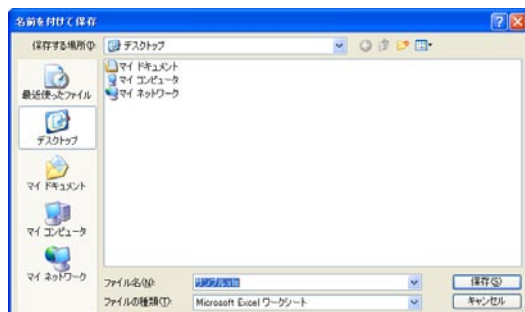 名前を付けて保存
保存する場所(I): デスクトップ
マイ ドキュメント
マイ コンピュータ
マイ ネットワーク
最近使ったファイル
デスクトップ
マイ ドキュメント
マイ コンピュータ
マイ ネットワーク
ファイル名(N): サンプル.xls
保存(S)
ファイルの種類(T): Microsoft Excel ワークシート
キャンセル